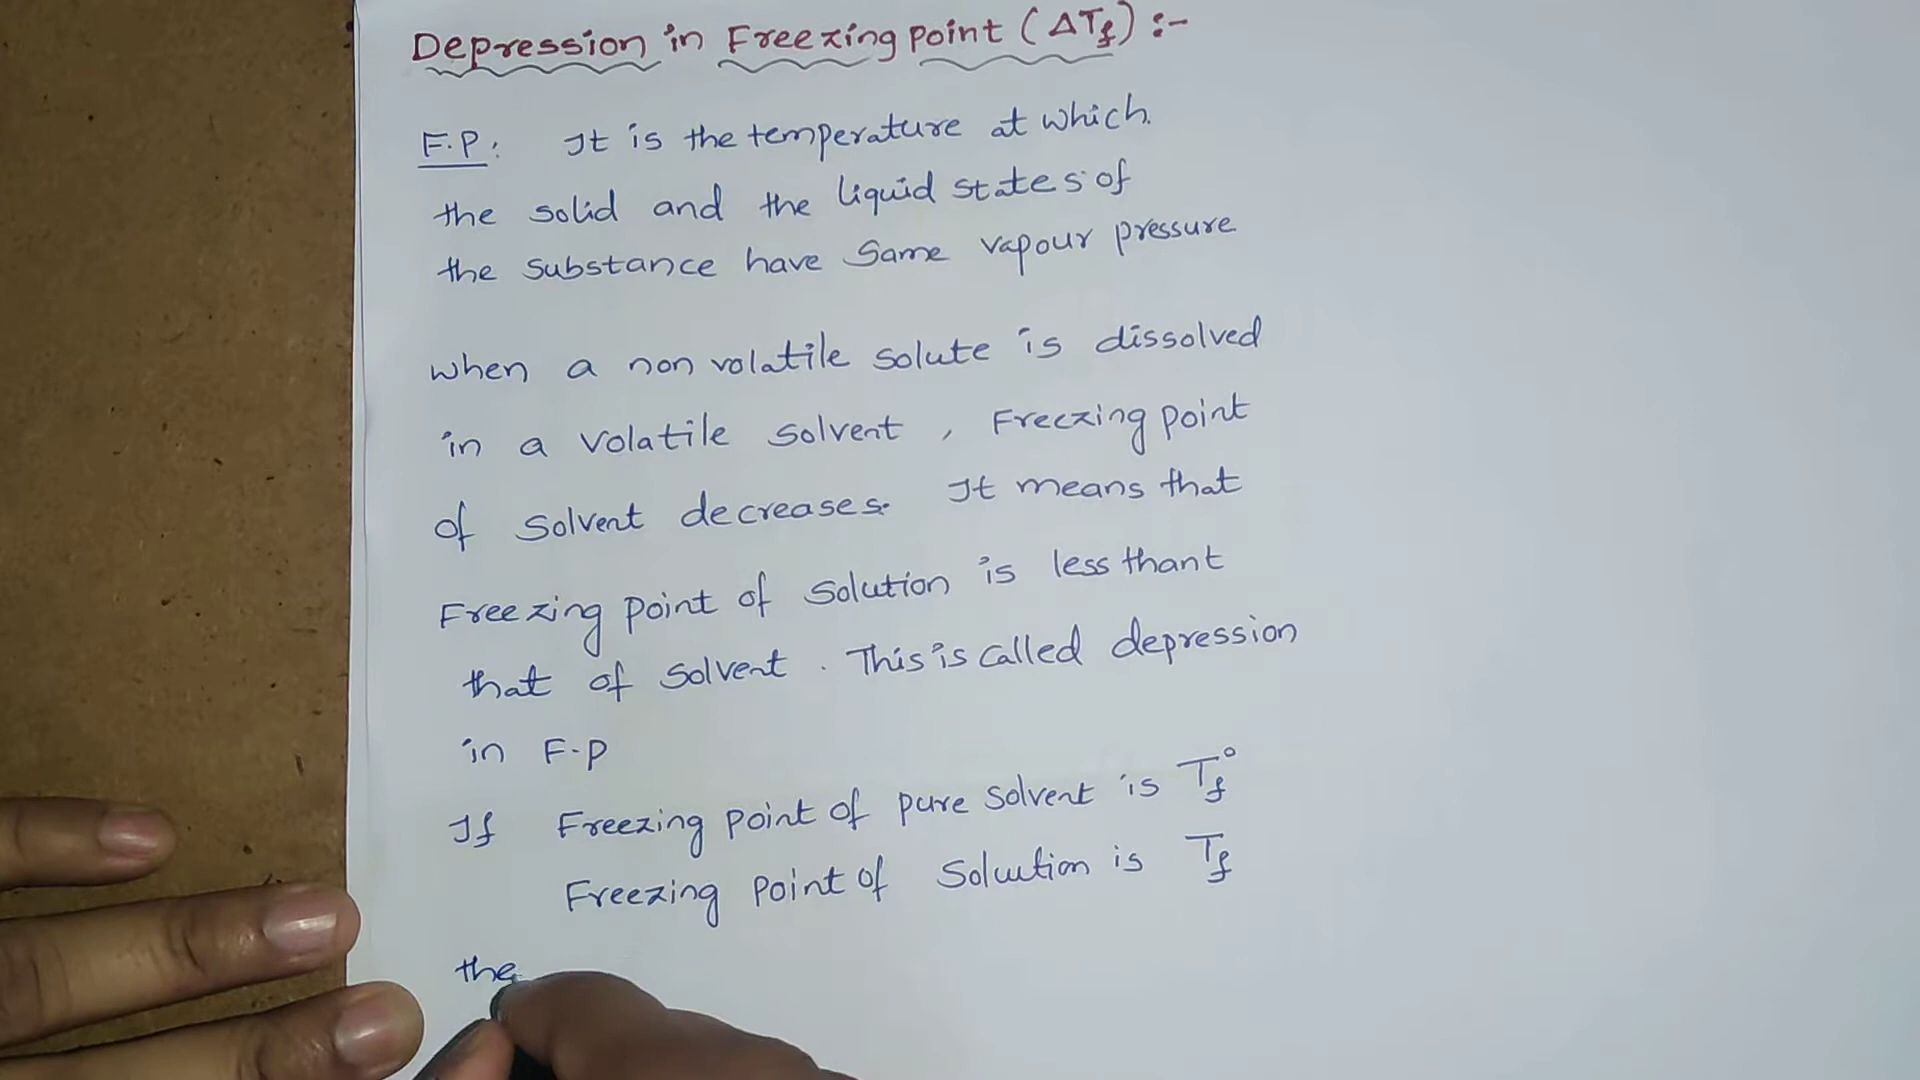 Depression in Freezing point (ΔTf) :-
F.P: It is the temperature at which
the solid and the liquid states of
the substance have same vapour pressure
when a non volatile solute is dissolved
in a volatile solvent , Freezing point
of solvent decreases. It means that
Freezing point of solution is less thant
that of solvent . This is called depression
in F.P
If Freezing point of pure solvent is Tf°
Freezing point of Soluution is Tf
the